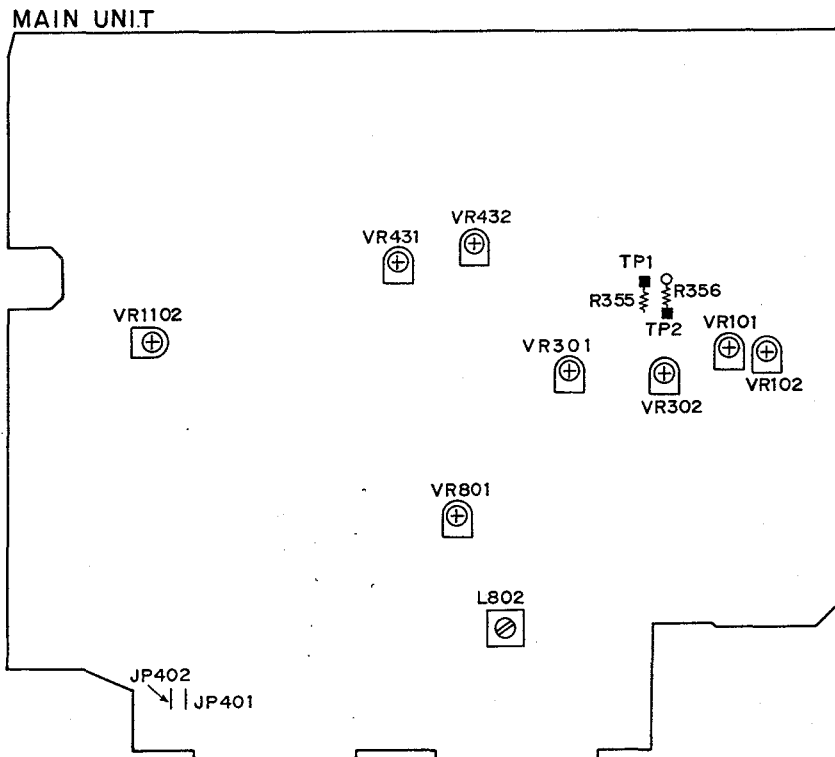 MAIN UNIT
VR432
VR431
TP1
R355
R356
TP2
VR1102
VR101
VR301
VR102
VR302
VR801
L802
JP402
JP401